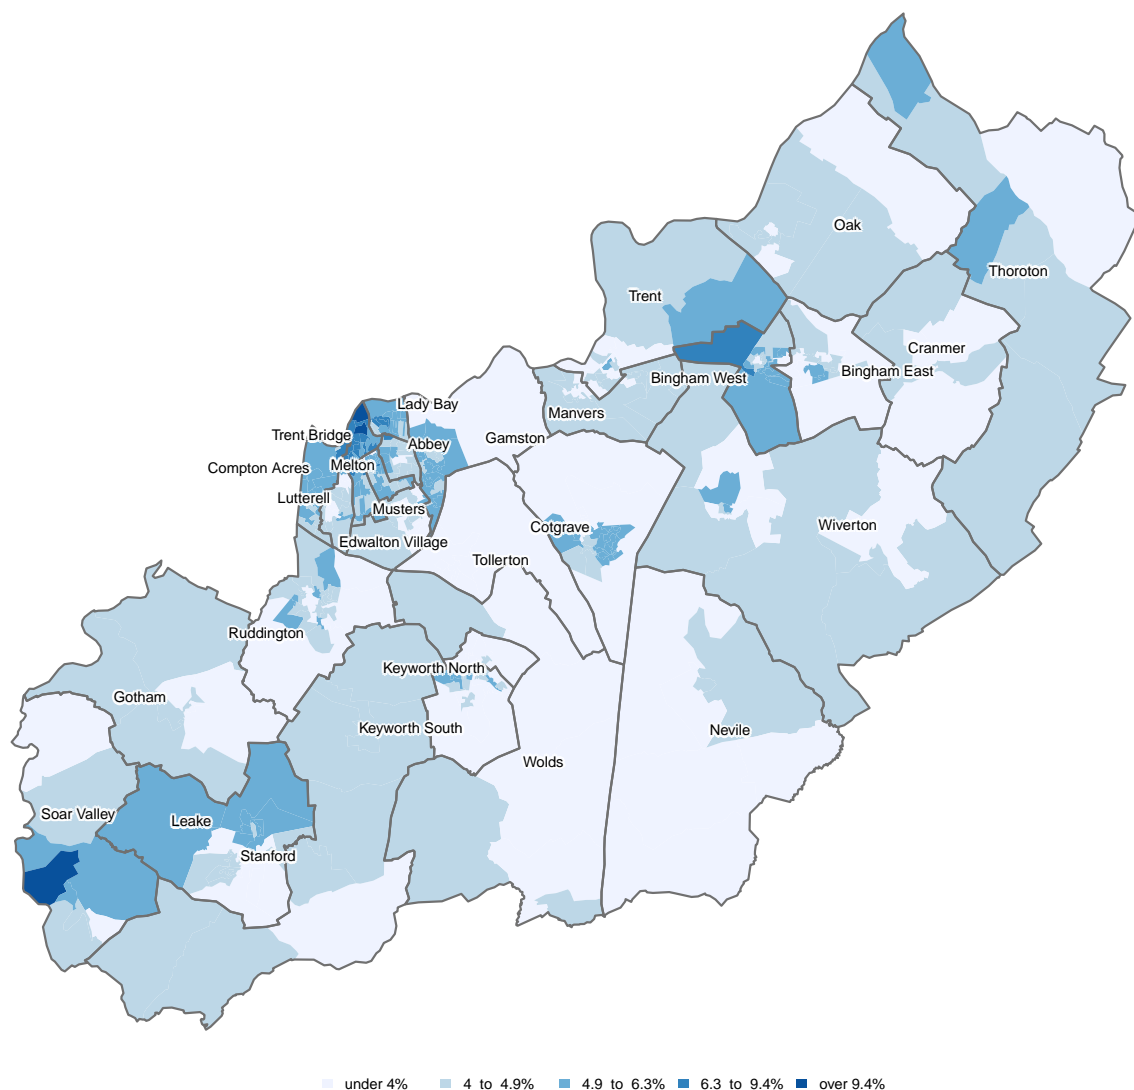 Oak
Thoroton
Trent
Cranmer
Bingham East
Bingham West
Lady Bay
Manvers
Trent Bridge
Gamston
Abbey
Compton Acres
Melton
Lutterell
Musters
Cotgrave
Wiverton
Edwalton Village
Tollerton
Ruddington
Keyworth North
Gotham
Keyworth South
Nevile
Wolds
Soar Valley
Leake
Stanford
under 4% 4 to 4.9% 4.9 to 6.3% 6.3 to 9.4% over 9.4%